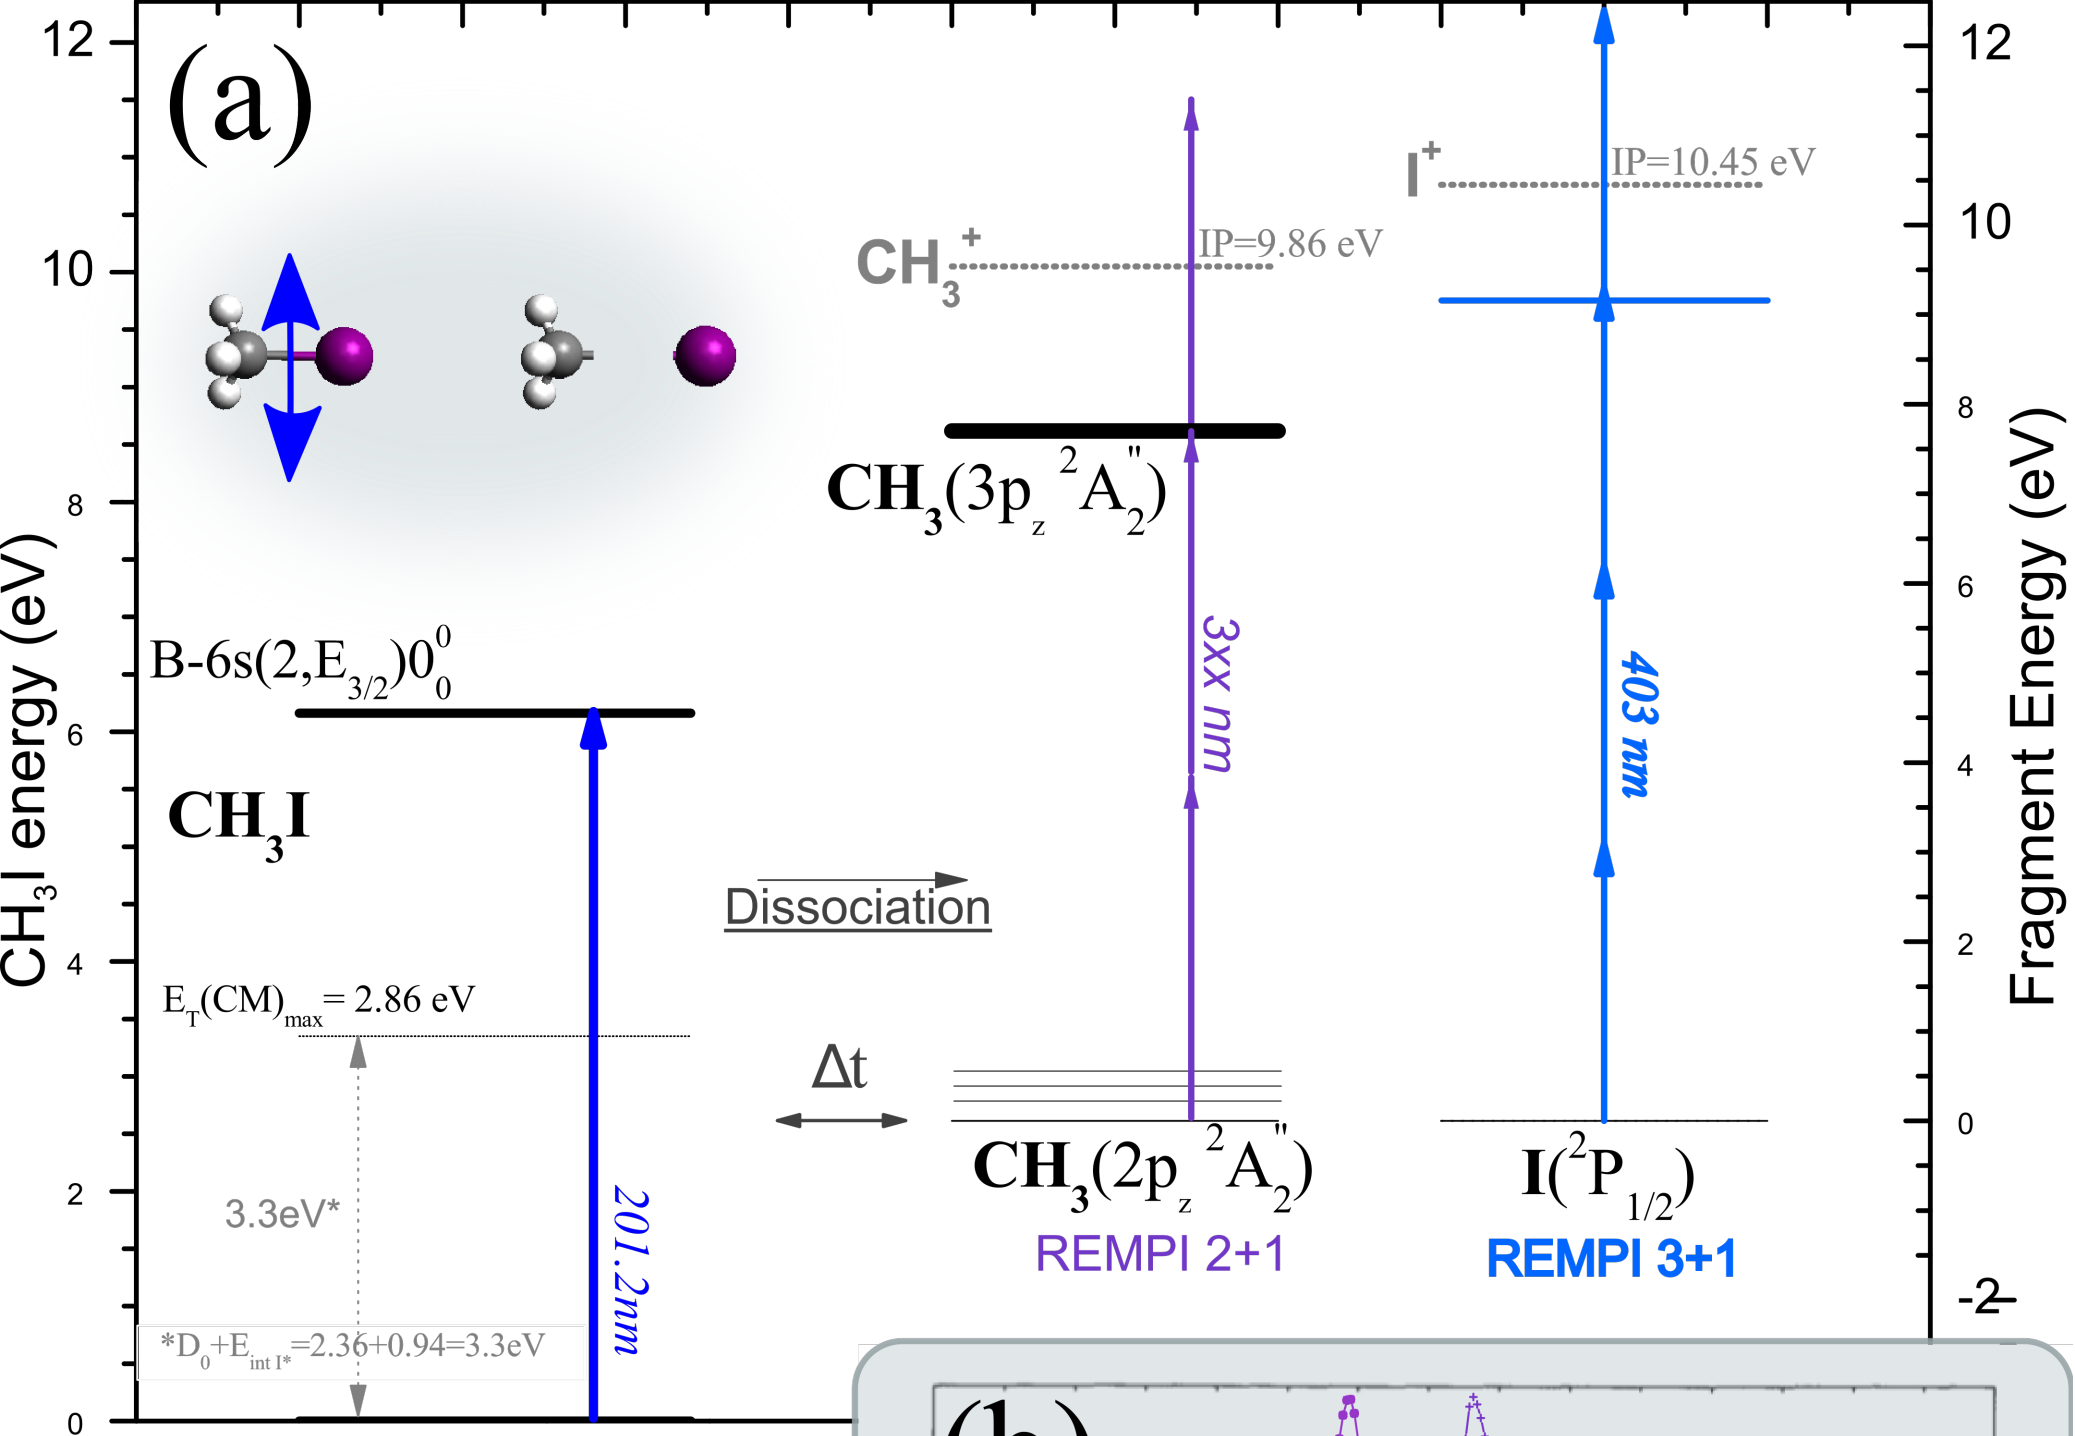 (a)
12
10
8
6
4
2
0
CH3I energy (eV)
12
10
8
6
4
2
0
-2
Fragment Energy (eV)
I+
IP=10.45 eV
CH3+
IP=9.86 eV
CH3(3pz 2A2")
3xx nm
403 nm
B-6s(2,E3/2)0 0 0
CH3I
Dissociation
ET(CM)max= 2.86 eV
Δt
CH3(2pz 2A2")
I(2P1/2)
REMPI 2+1
REMPI 3+1
3.3eV*
201.2nm
*D0+Eint I*=2.36+0.94=3.3eV
(b)